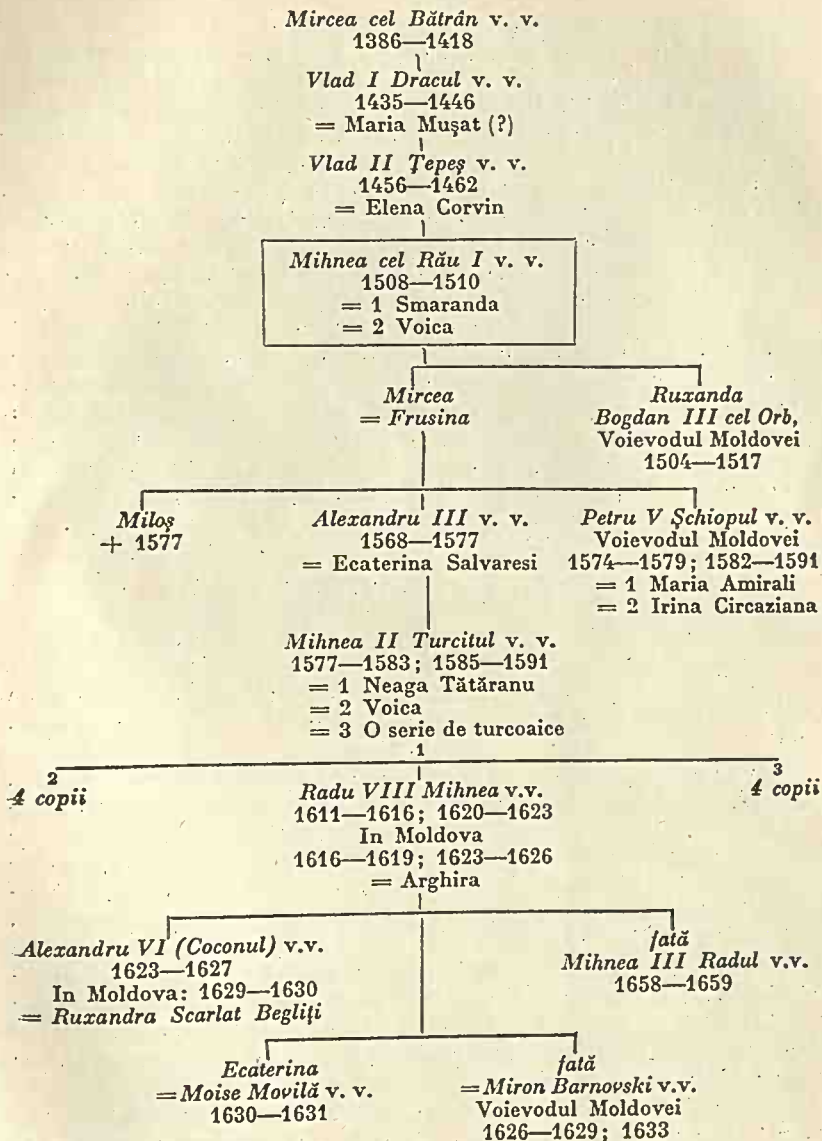 Mircea cel Bătrân v. v.
1386—1418
Vlad I Dracul v. v.
1435—1446
= Maria Mușat (?)
Vlad II Țepeș v. v.
1456—1462
= Elena Corvin
Mihnea cel Rău I v. v.
1508—1510
= 1 Smaranda
= 2 Voica
Mircea
= Frusina
Ruxanda
Bogdan III cel Orb,
Voievodul Moldovei
1504—1517
Miloș
+ 1577
Alexandru III v. v.
1568—1577
= Ecaterina Salvaresi
Petru V Șchiopul v. v.
Voievodul Moldovei
1574—1579; 1582—1591
= 1 Maria Amirali
= 2 Irina Circaziana
Mihnea II Turcitul v. v.
1577—1583; 1585—1591
= 1 Neaga Tătăranu
= 2 Voica
= 3 O serie de turcoaice
1
2
4 copii
Radu VIII Mihnea v.v.
1611—1616; 1620—1623
In Moldova
1616—1619; 1623—1626
= Arghira
3
4 copii
Alexandru VI (Coconul) v.v.
1623—1627
In Moldova: 1629—1630
= Ruxandra Scarlat Begliți
fată
Mihnea III Radul v.v.
1658—1659
Ecaterina
=Moise Movilă v. v.
1630—1631
fată
=Miron Barnovski v.v.
Voievodul Moldovei
1626—1629; 1633